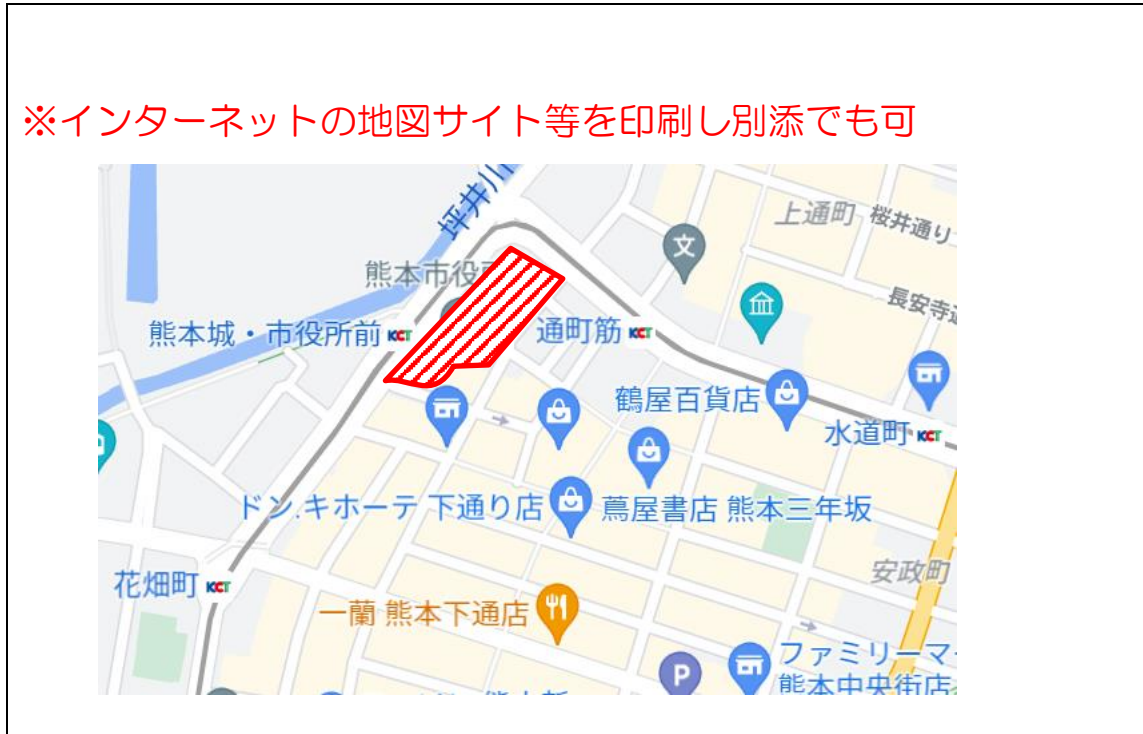 ※インターネットの地図サイト等を印刷し別添でも可
坪井川
上通町
桜井通り
文
熊本市役
長安寺
熊本城・市役所前 KCT
通町筋 KCT
鶴屋百貨店
水道町 KCT
ドン.キホーテ 下通り店
蔦屋書店 熊本三年坂
安政町
花畑町 KCT
一蘭 熊本下通店
P
ファミリーマ
熊本中央街店